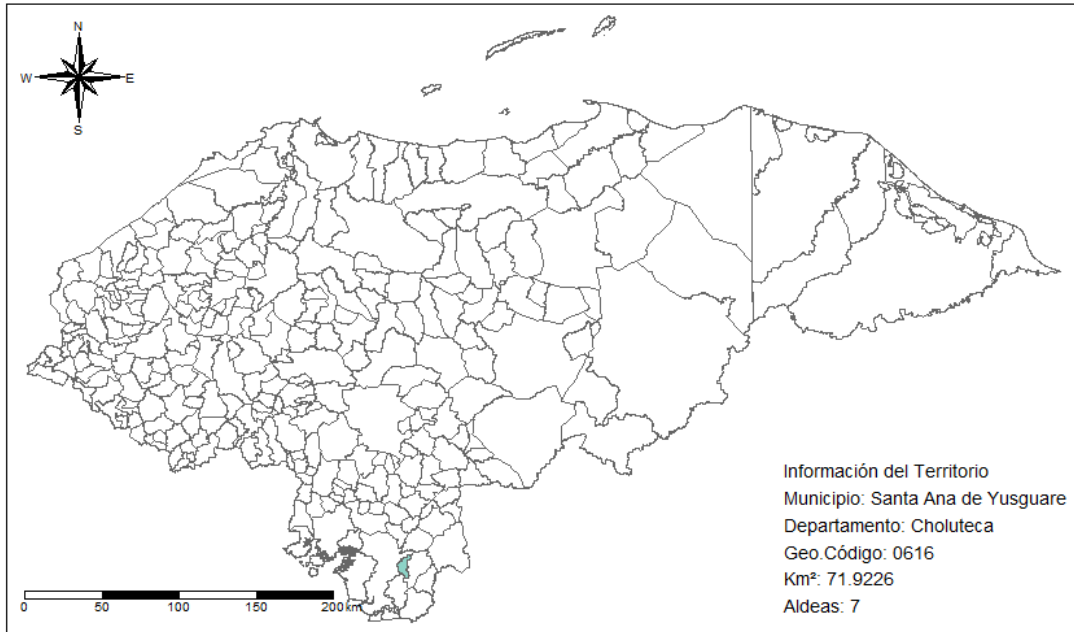 N
W E
S
Información del Territorio
Municipio: Santa Ana de Yusguare
Departamento: Choluteca
Geo.Código: 0616
Km²: 71.9226
Aldeas: 7
0 50 100 150 200 km